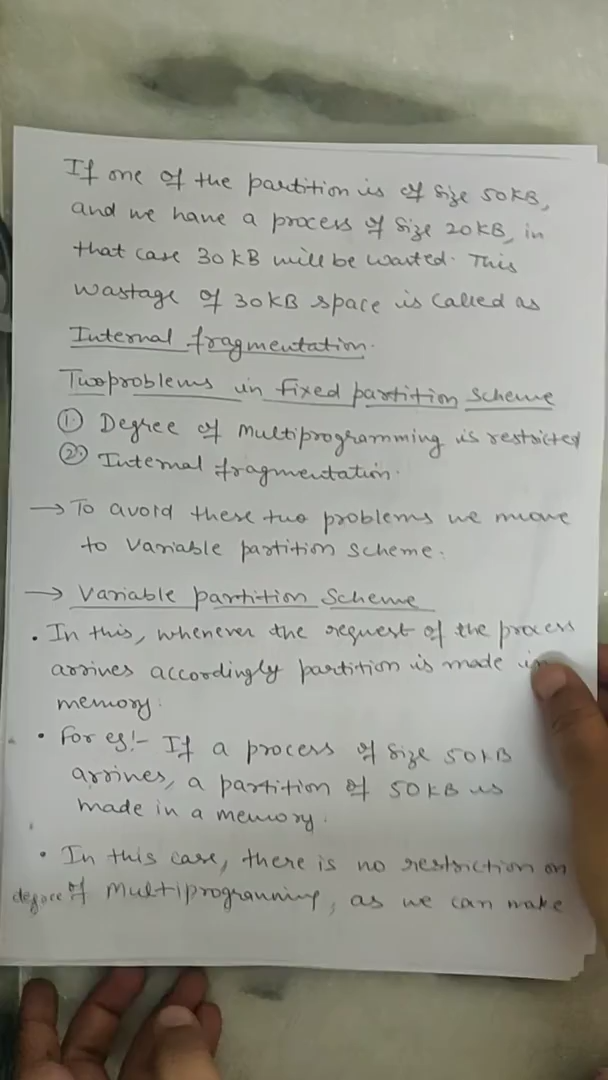 If one of the partition is of size 50KB,
and we have a process of size 20KB, in
that case 30KB will be wasted. This
wastage of 30KB space is called as
Internal fragmentation.
Two problems in fixed partition scheme
① Degree of multiprogramming is restricted
② Internal fragmentation.
→ To avoid these two problems we move
to variable partition scheme.
→ Variable partition Scheme
• In this, whenever the request of the process
arrives accordingly partition is made in
memory.
• For eg:- If a process of size 50KB
arrives, a partition of 50KB is
made in a memory.
• In this case, there is no restriction on
degree of multiprogramming, as we can make